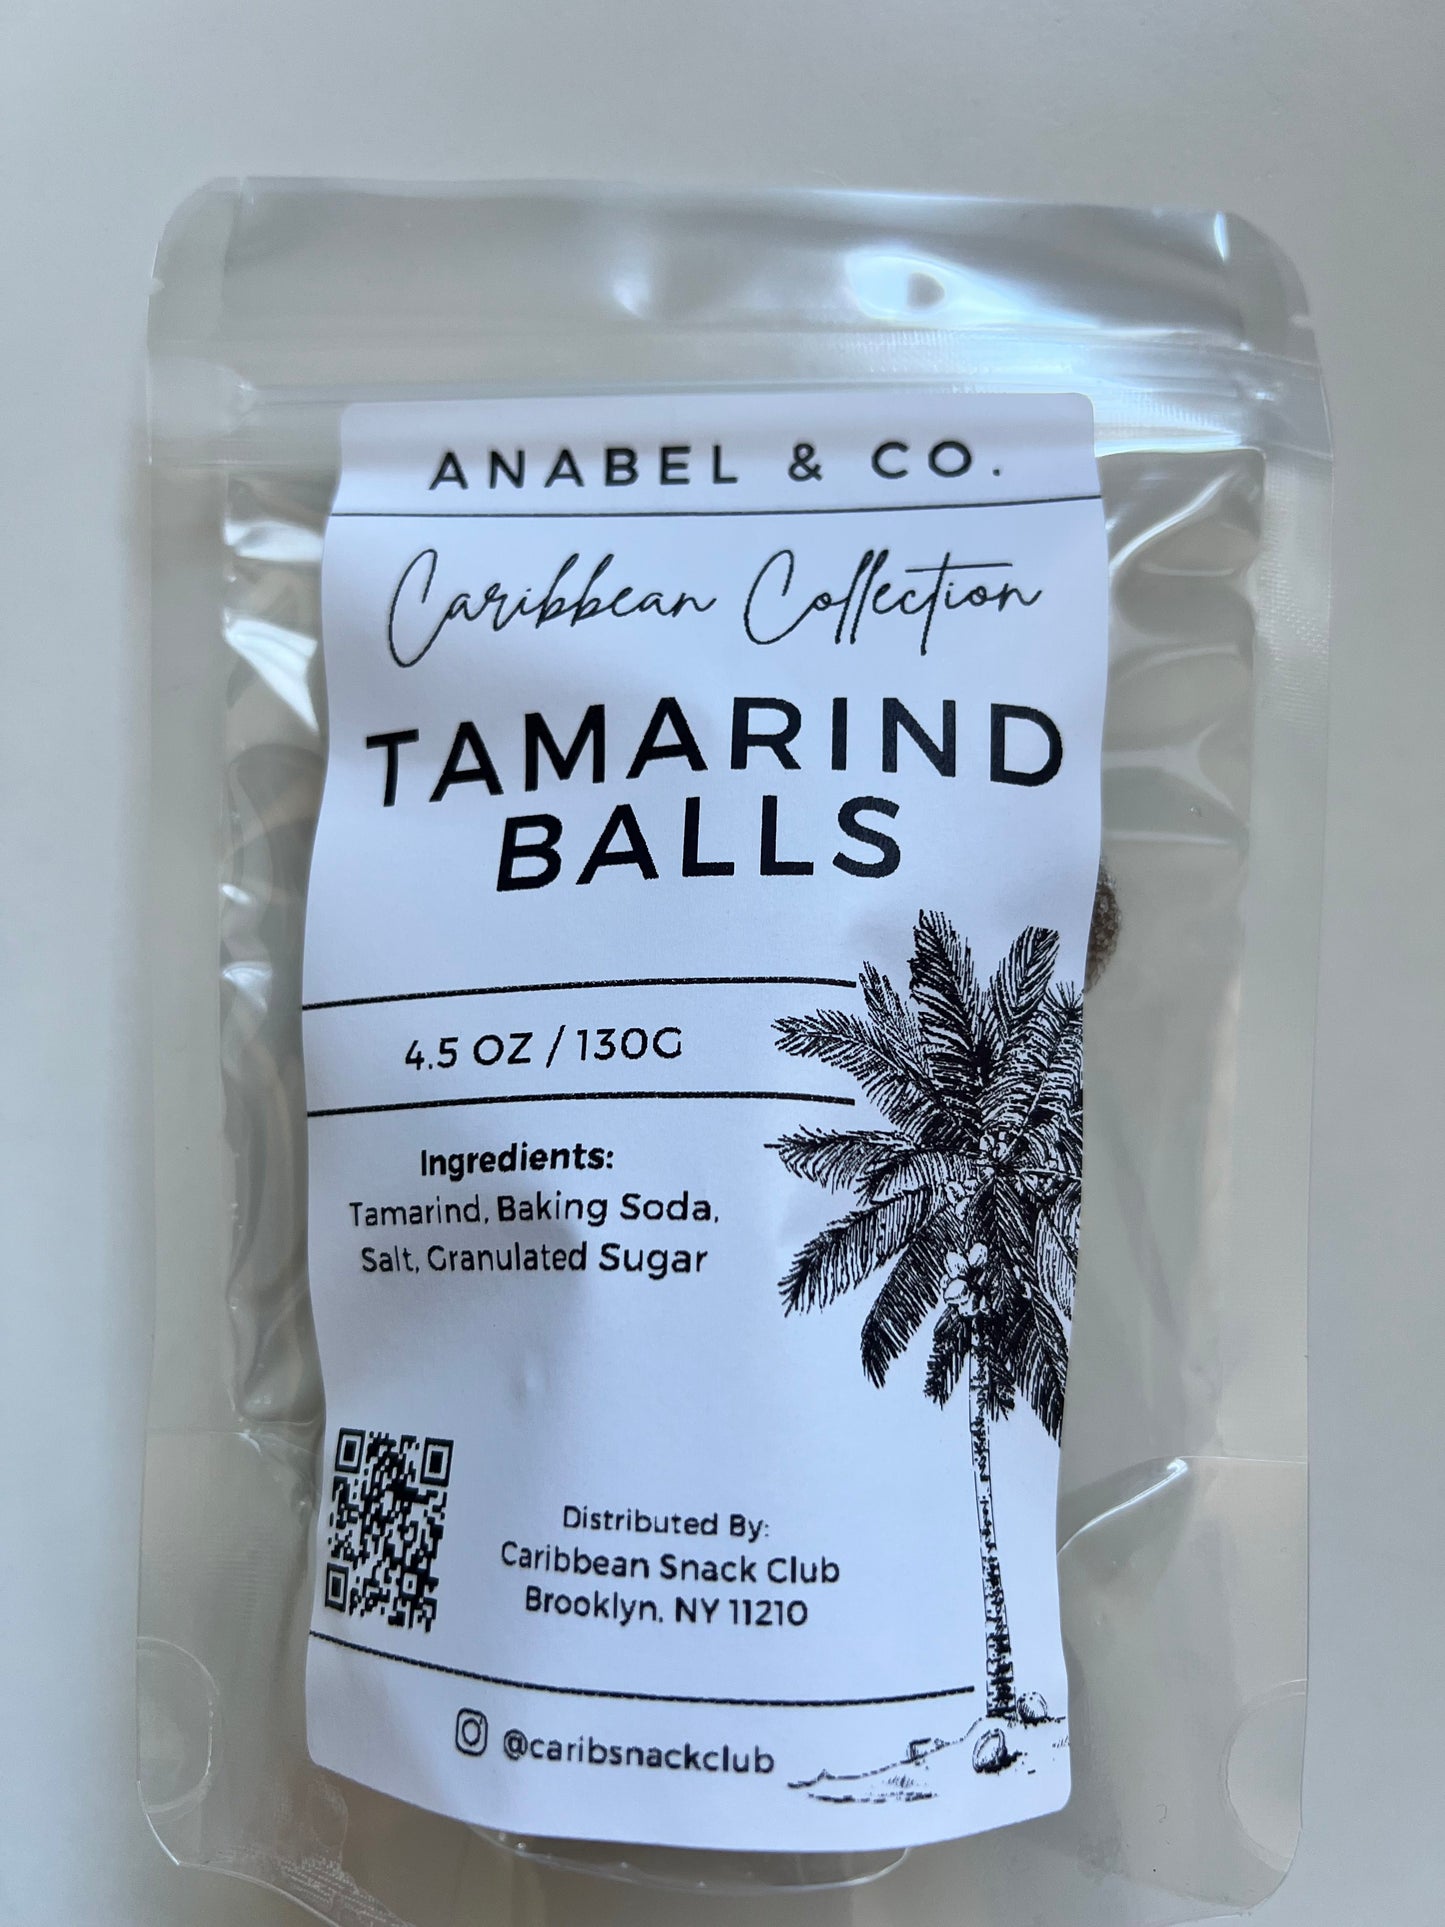 ANABEL & CO.
Caribbean Collection
TAMARIND
BALLS
4.5 OZ / 130G
Ingredients:
Tamarind, Baking Soda,
Salt, Granulated Sugar
Distributed By:
Caribbean Snack Club
Brooklyn, NY 11210
@caribsnackclub